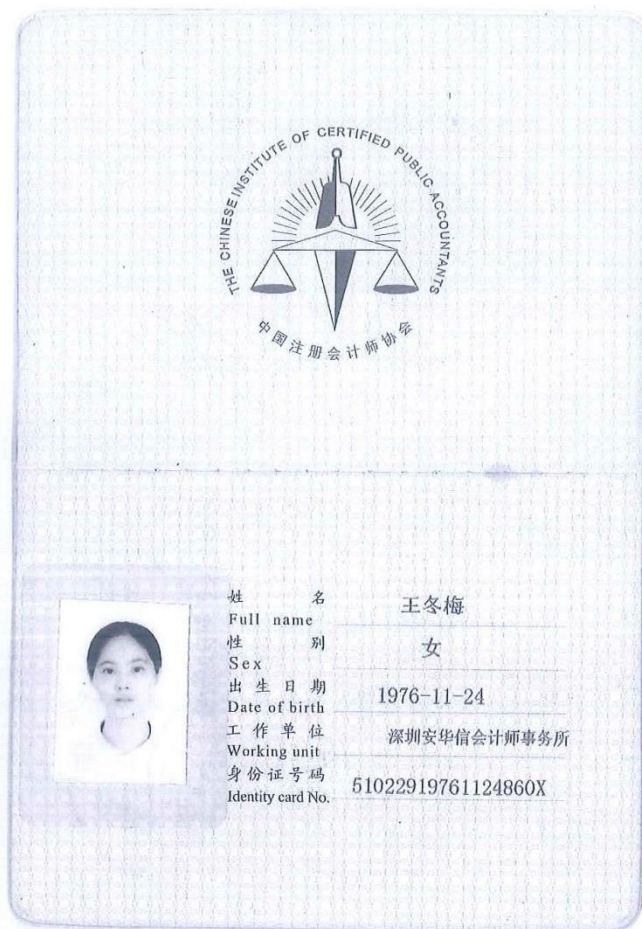 THE CHINESE INSTITUTE OF CERTIFIED PUBLIC ACCOUNTANTS
中国注册会计师协会
姓 名 王冬梅
Full name
性 别 女
Sex
出生日期 1976-11-24
Date of birth
工作单位 深圳安华信会计师事务所
Working unit
身份证号码 51022919761124860X
Identity card No.